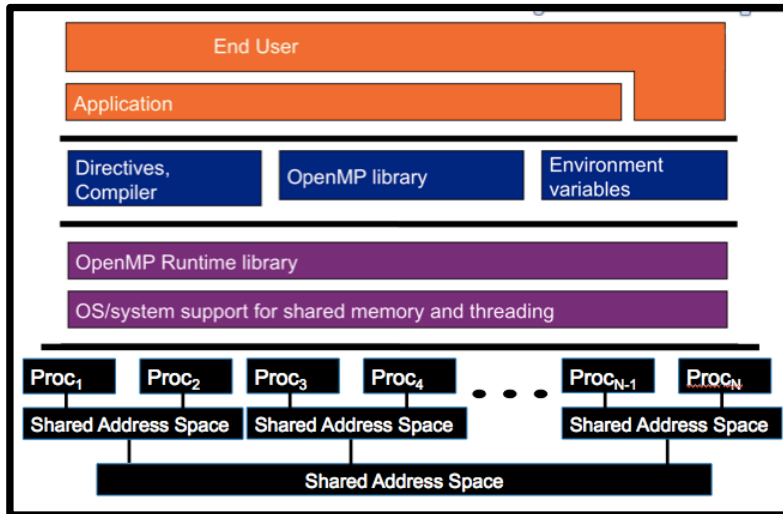 End User
Application
Directives,
Compiler
OpenMP library
Environment
variables
OpenMP Runtime library
OS/system support for shared memory and threading
Proc₁ Proc₂ Proc₃ Proc₄ • • • Procₙ₋₁ Procₙ
Shared Address Space Shared Address Space Shared Address Space
Shared Address Space